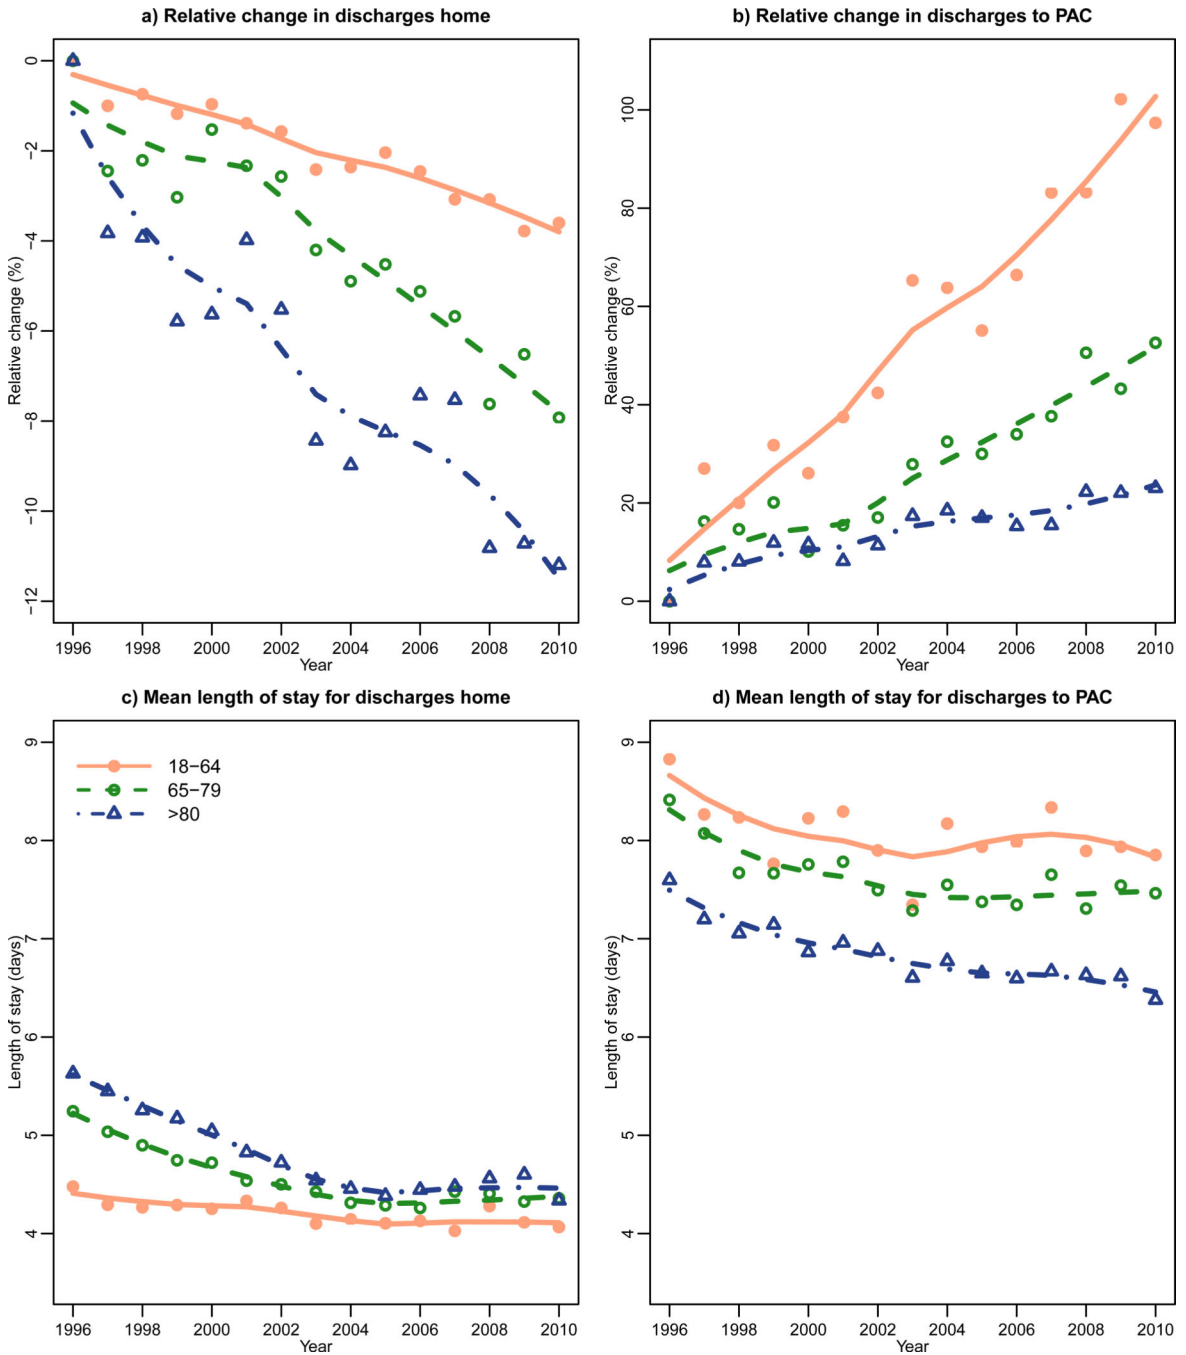 a) Relative change in discharges home
Relative change (%)
0
−2
−4
−6
−8
−10
−12
1996 1998 2000 2002 2004 2006 2008 2010
Year
b) Relative change in discharges to PAC
Relative change (%)
100
80
60
40
20
0
1996 1998 2000 2002 2004 2006 2008 2010
Year
c) Mean length of stay for discharges home
Length of stay (days)
9
8
7
6
5
4
18−64
65−79
>80
1996 1998 2000 2002 2004 2006 2008 2010
Year
d) Mean length of stay for discharges to PAC
Length of stay (days)
9
8
7
6
5
4
1996 1998 2000 2002 2004 2006 2008 2010
Year